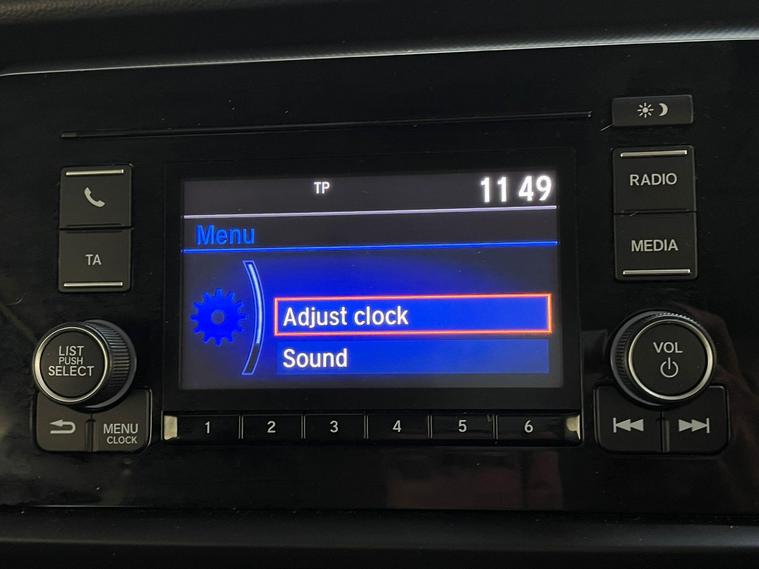 TP
11 49
Menu
Adjust clock
Sound
TA
LIST
PUSH
SELECT
MENU
CLOCK
1 2 3 4 5 6
RADIO
MEDIA
VOL